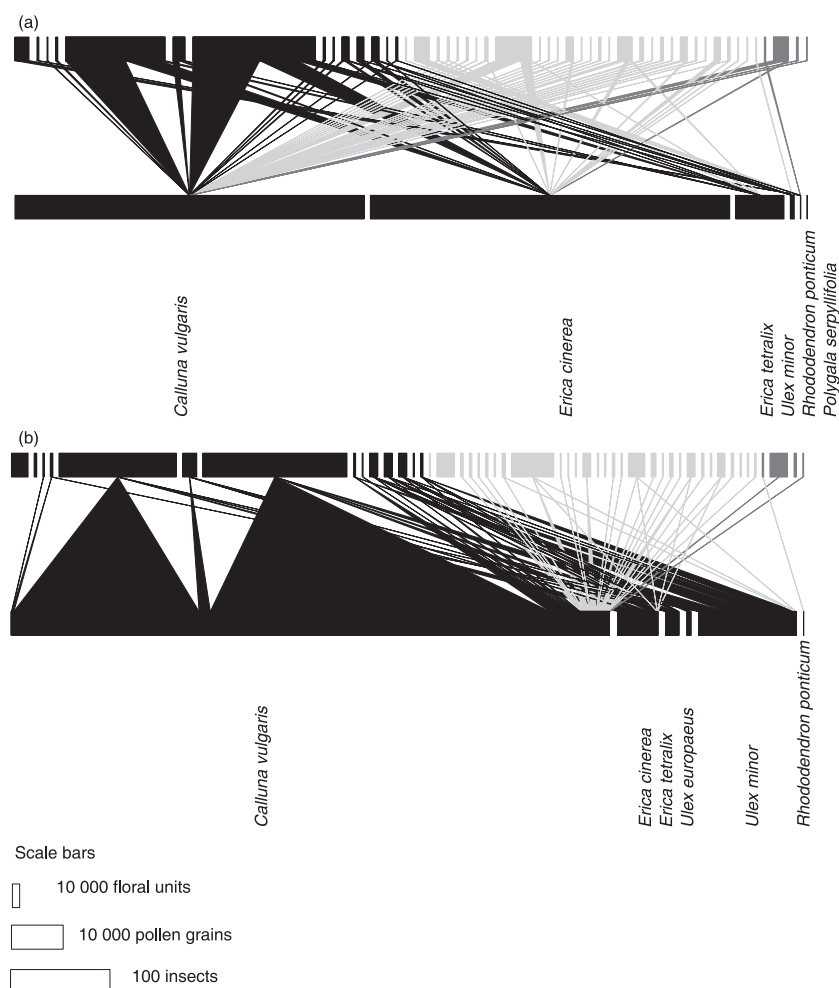 (a)
Calluna vulgaris
Erica cinerea
Erica tetralix
Ulex minor
Rhododendron ponticum
Polygala serpyllifolia
(b)
Calluna vulgaris
Erica cinerea
Erica tetralix
Ulex europaeus
Ulex minor
Rhododendron ponticum
Scale bars
10 000 floral units
10 000 pollen grains
100 insects